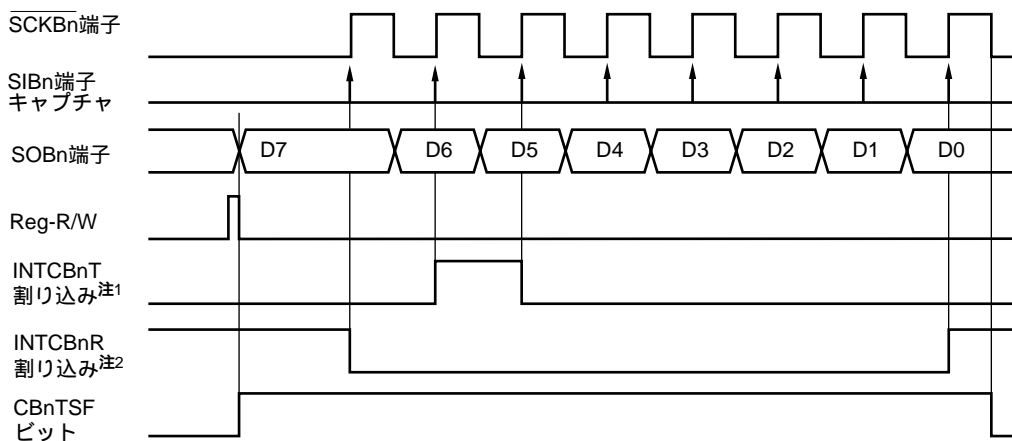 SCKBn端子
SIBn端子
キャプチャ
SOBn端子
D7
D6
D5
D4
D3
D2
D1
D0
Reg-R/W
INTCBnT
割り込み注1
INTCBnR
割り込み注2
CBnTSF
ビット